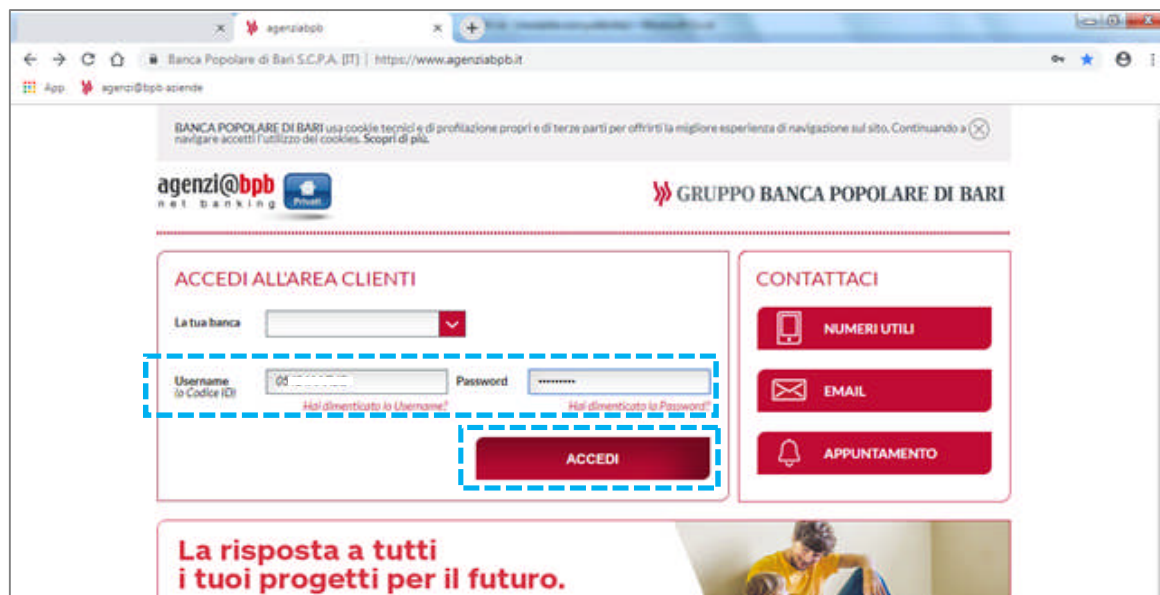 agenziabpb
Banca Popolare di Bari S.C.P.A. [IT] | https://www.agenziabpb.it
App agenzi@bpb-aziende
BANCA POPOLARE DI BARI usa cookie tecnici e di profilazione propri e di terze parti per offrirti la migliore esperienza di navigazione sul sito. Continuando a
navigare accetti l'utilizzo dei cookies. Scopri di più.
agenzi@bpb
net banking
Privati
GRUPPO BANCA POPOLARE DI BARI
ACCEDI ALL'AREA CLIENTI
CONTATTACI
La tua banca
NUMERI UTILI
Username
(o Codice ID)
05
Password
•••••••••
Hai dimenticato lo Username?
Hai dimenticato la Password?
EMAIL
ACCEDI
APPUNTAMENTO
La risposta a tutti
i tuoi progetti per il futuro.